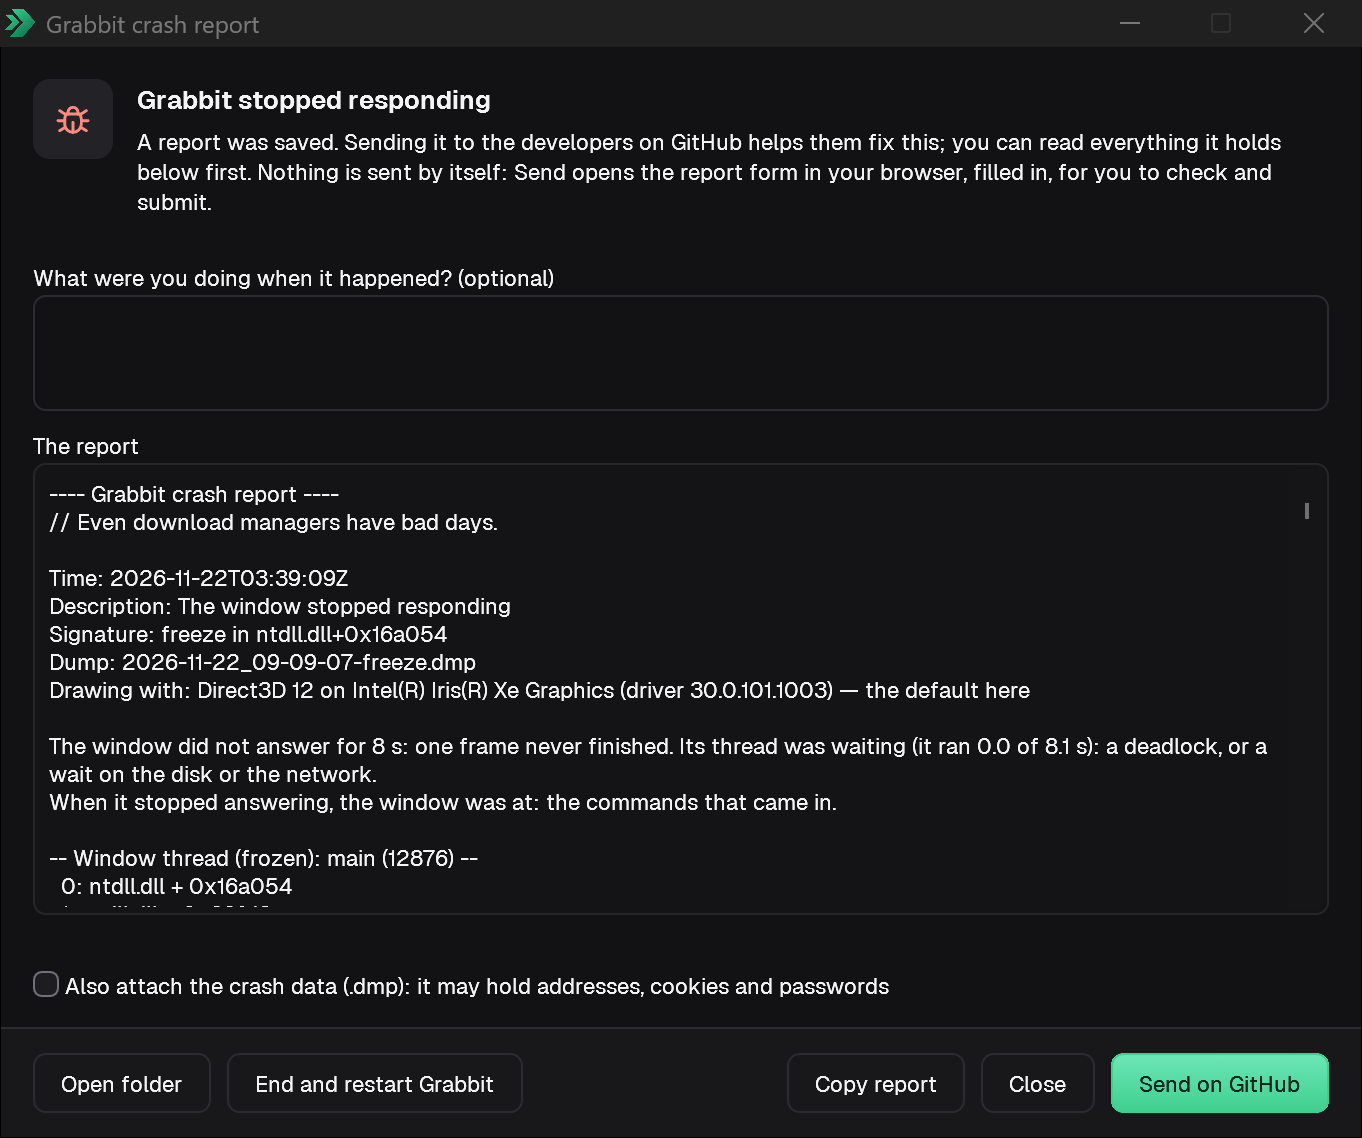 Grabbit crash report
Grabbit stopped responding
A report was saved. Sending it to the developers on GitHub helps them fix this; you can read everything it holds
below first. Nothing is sent by itself: Send opens the report form in your browser, filled in, for you to check and
submit.
What were you doing when it happened? (optional)
The report
---- Grabbit crash report ----
// Even download managers have bad days.
Time: 2026-11-22T03:39:09Z
Description: The window stopped responding
Signature: freeze in ntdll.dll+0x16a054
Dump: 2026-11-22_09-09-07-freeze.dmp
Drawing with: Direct3D 12 on Intel(R) Iris(R) Xe Graphics (driver 30.0.101.1003) — the default here
The window did not answer for 8 s: one frame never finished. Its thread was waiting (it ran 0.0 of 8.1 s): a deadlock, or a
wait on the disk or the network.
When it stopped answering, the window was at: the commands that came in.
-- Window thread (frozen): main (12876) --
0: ntdll.dll + 0x16a054
Also attach the crash data (.dmp): it may hold addresses, cookies and passwords
Open folder
End and restart Grabbit
Copy report
Close
Send on GitHub